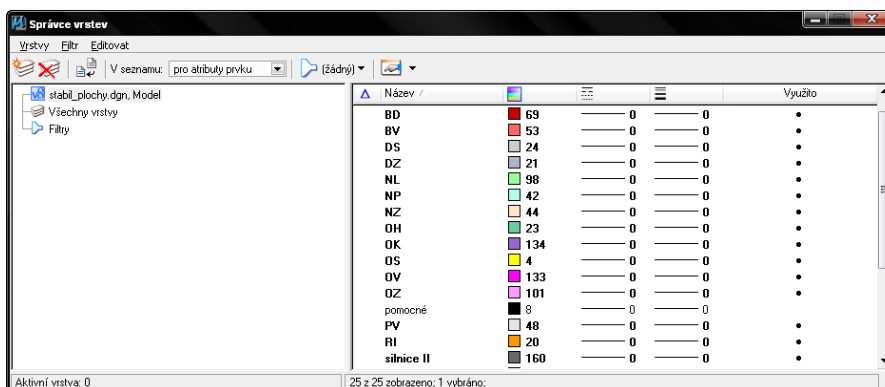 Správce vrstev
Vrstvy Filtr Editovat
V seznamu: pro atributy prvku (žádný)
stabil_plochy.dgn, Model
Všechny vrstvy
Filtry
Název Využito
BD 69 0 0
BV 53 0 0
DS 24 0 0
DZ 21 0 0
NL 98 0 0
NP 42 0 0
NZ 44 0 0
OH 23 0 0
OK 134 0 0
OS 4 0 0
OV 133 0 0
OZ 101 0 0
pomocné 8 0 0
PV 48 0 0
RI 20 0 0
silnice II 160 0 0
Aktivní vrstva: 0 25 z 25 zobrazeno; 1 vybráno;